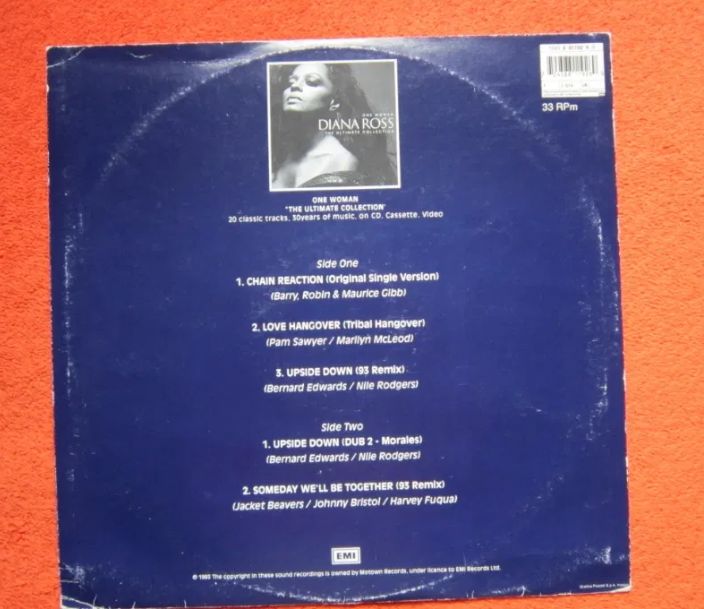 33 RPm
ONE WOMAN
DIANA ROSS
THE ULTIMATE COLLECTION
ONE WOMAN
"THE ULTIMATE COLLECTION"
20 classic tracks, 30years of music, on CD, Cassette, Video
Side One
1. CHAIN REACTION (Original Single Version)
(Barry, Robin & Maurice Gibb)
2. LOVE HANGOVER (Tribal Hangover)
(Pam Sawyer / Marilyn McLeod)
3. UPSIDE DOWN (93 Remix)
(Bernard Edwards / Nile Rodgers)
Side Two
1. UPSIDE DOWN (DUB 2 - Morales)
(Bernard Edwards / Nile Rodgers)
2. SOMEDAY WE'LL BE TOGETHER (93 Remix)
(Jacket Beavers / Johnny Bristol / Harvey Fuqua)
EMI
℗ 1993 The copyright in these sound recordings is owned by Motown Records, under licence to EMI Records Ltd.